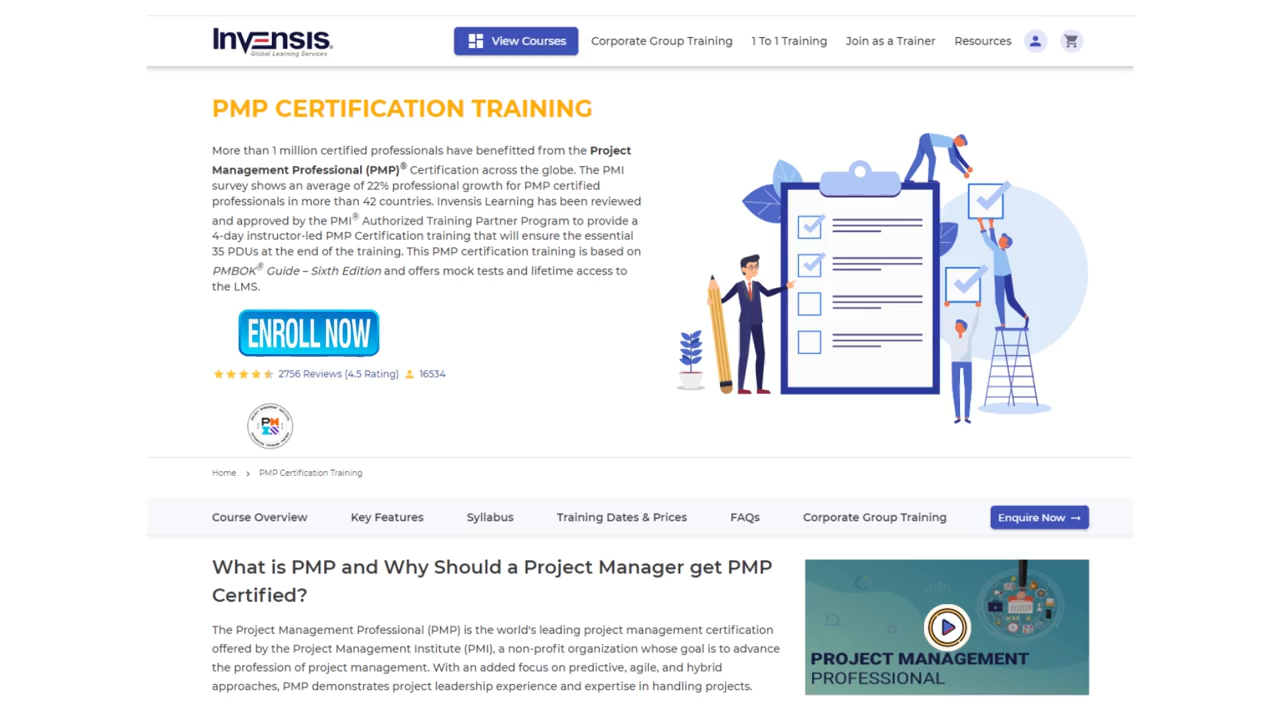 Invensis®
Global Learning Services
View Courses
Corporate Group Training
1 To 1 Training
Join as a Trainer
Resources
PMP CERTIFICATION TRAINING
More than 1 million certified professionals have benefitted from the Project
Management Professional (PMP)® Certification across the globe. The PMI
survey shows an average of 22% professional growth for PMP certified
professionals in more than 42 countries. Invensis Learning has been reviewed
and approved by the PMI® Authorized Training Partner Program to provide a
4-day instructor-led PMP Certification training that will ensure the essential
35 PDUs at the end of the training. This PMP certification training is based on
PMBOK® Guide – Sixth Edition and offers mock tests and lifetime access to
the LMS.
ENROLL NOW
2756 Reviews (4.5 Rating) 16534
Home > PMP Certification Training
Course Overview
Key Features
Syllabus
Training Dates & Prices
FAQs
Corporate Group Training
Enquire Now →
What is PMP and Why Should a Project Manager get PMP
Certified?
The Project Management Professional (PMP) is the world's leading project management certification
offered by the Project Management Institute (PMI), a non-profit organization whose goal is to advance
the profession of project management. With an added focus on predictive, agile, and hybrid
approaches, PMP demonstrates project leadership experience and expertise in handling projects.
PROJECT MANAGEMENT
PROFESSIONAL